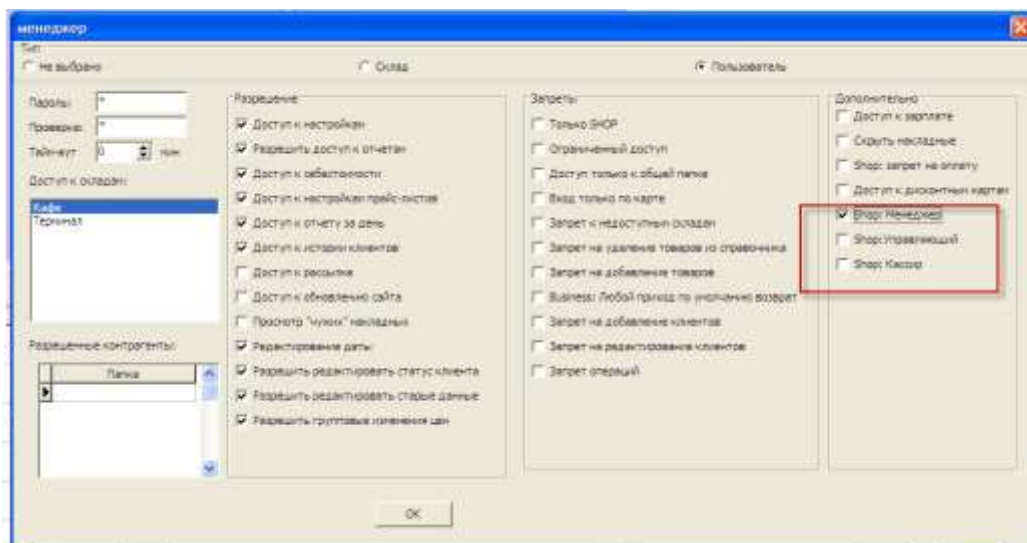 менеджер
Тип
Не выбрано
Склад
Пользователь
Пароль:
Проверка:
Тайм-аут
0
мин.
Доступ к складам:
Кафе
Терминал
Разрешенные контрагенты:
Папка
Разрешение
Доступ к настройкам
Разрешить доступ к отчетам
Доступ к себестоимости
Доступ к настройкам прайс-листов
Доступ к отчету за день
Доступ к истории клиентов
Доступ к рассылке
Доступ к обновлению сайта
Просмотр "чужих" накладных
Редактирование даты
Разрешить редактировать статус клиента
Разрешить редактировать старые данные
Разрешить групповые изменения цен
Запреты
Только SHOP
Ограниченный доступ
Доступ только к общей папке
Вход только по карте
Запрет к недоступным складам
Запрет на удаление товаров из справочника
Запрет на добавление товаров
Business: Любой приход по умолчанию возврат
Запрет на добавление клиентов
Запрет на редактирование клиентов
Запрет операций
Дополнительно
Доступ к зарплате
Скрыть накладные
Shop: запрет на оплату
Доступ к дисконтным картам
Shop: Менеджер
Shop: Управляющий
Shop: Кассир
OK